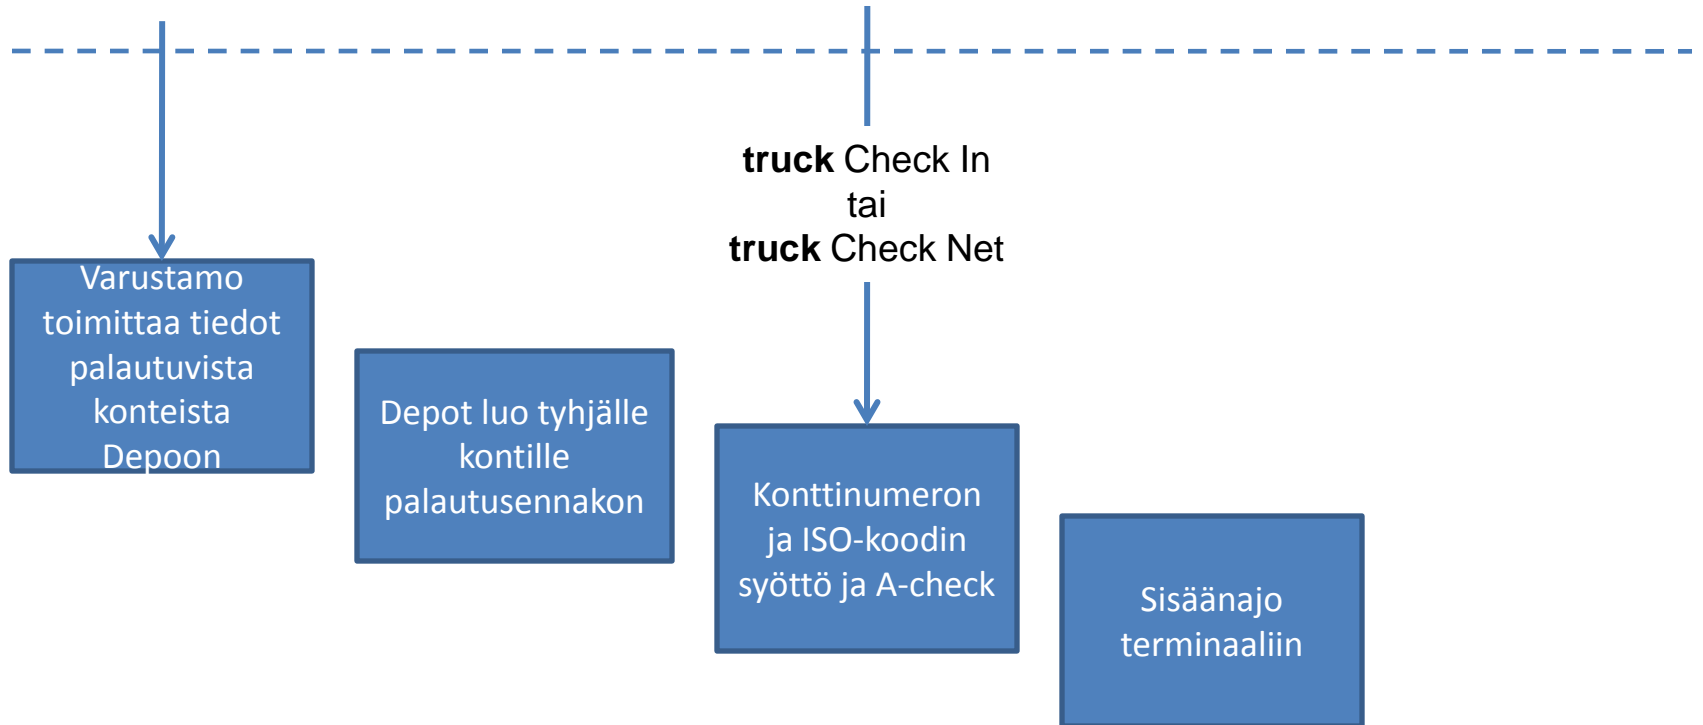 truck Check In
tai
truck Check Net
Varustamo
toimittaa tiedot
palautuvista
konteista
Depoon
Depot luo tyhjälle
kontille
palautusennakon
Konttinumeron
ja ISO-koodin
syöttö ja A-check
Sisäänajo
terminaaliin